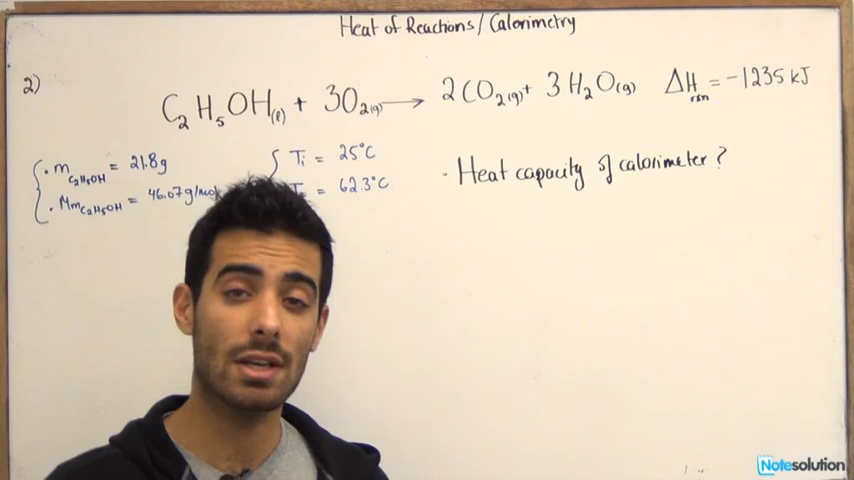 Heat of Reactions/Calorimetry
2)
C₂H₅OH(l) + 3O₂(g) → 2CO₂(g) + 3H₂O(g) ΔHrxn = -1235 kJ
· mC₂H₅OH = 21.8g
· MmC₂H₅OH = 46.07g/mol
Ti = 25°C
= 62.3°C
· Heat capacity of calorimeter?
Notesolution